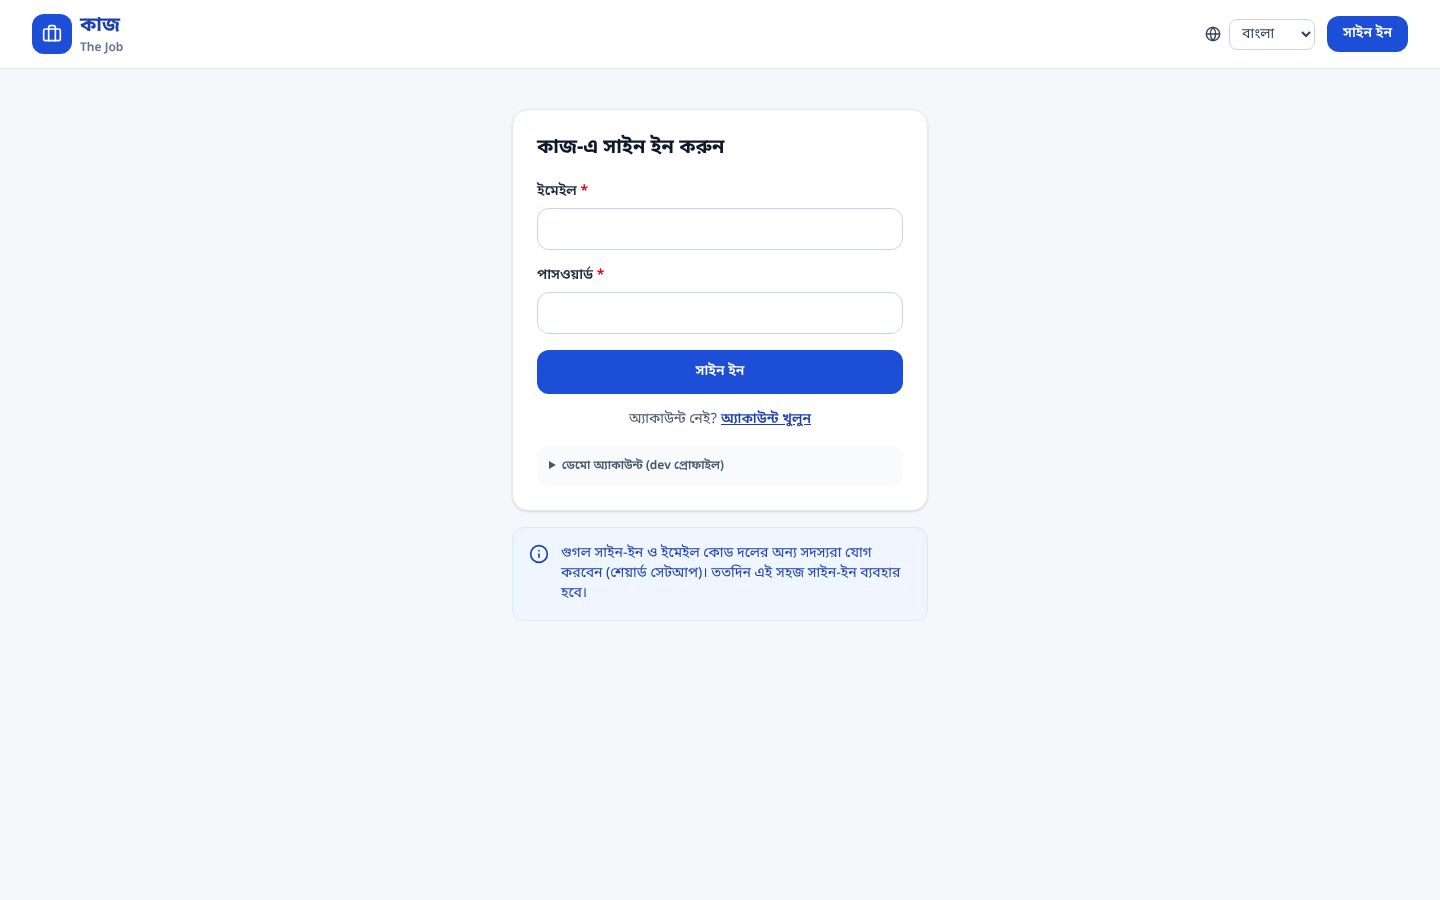 কাজ
The Job
বাংলা
সাইন ইন
কাজ-এ সাইন ইন করুন
ইমেইল *
পাসওয়ার্ড *
সাইন ইন
অ্যাকাউন্ট নেই? অ্যাকাউন্ট খুলুন
ডেমো অ্যাকাউন্ট (dev প্রোফাইল)
গুগল সাইন-ইন ও ইমেইল কোড দলের অন্য সদস্যরা যোগ
করবেন (শেয়ার্ড সেটআপ)। ততদিন এই সহজ সাইন-ইন ব্যবহার
হবে।